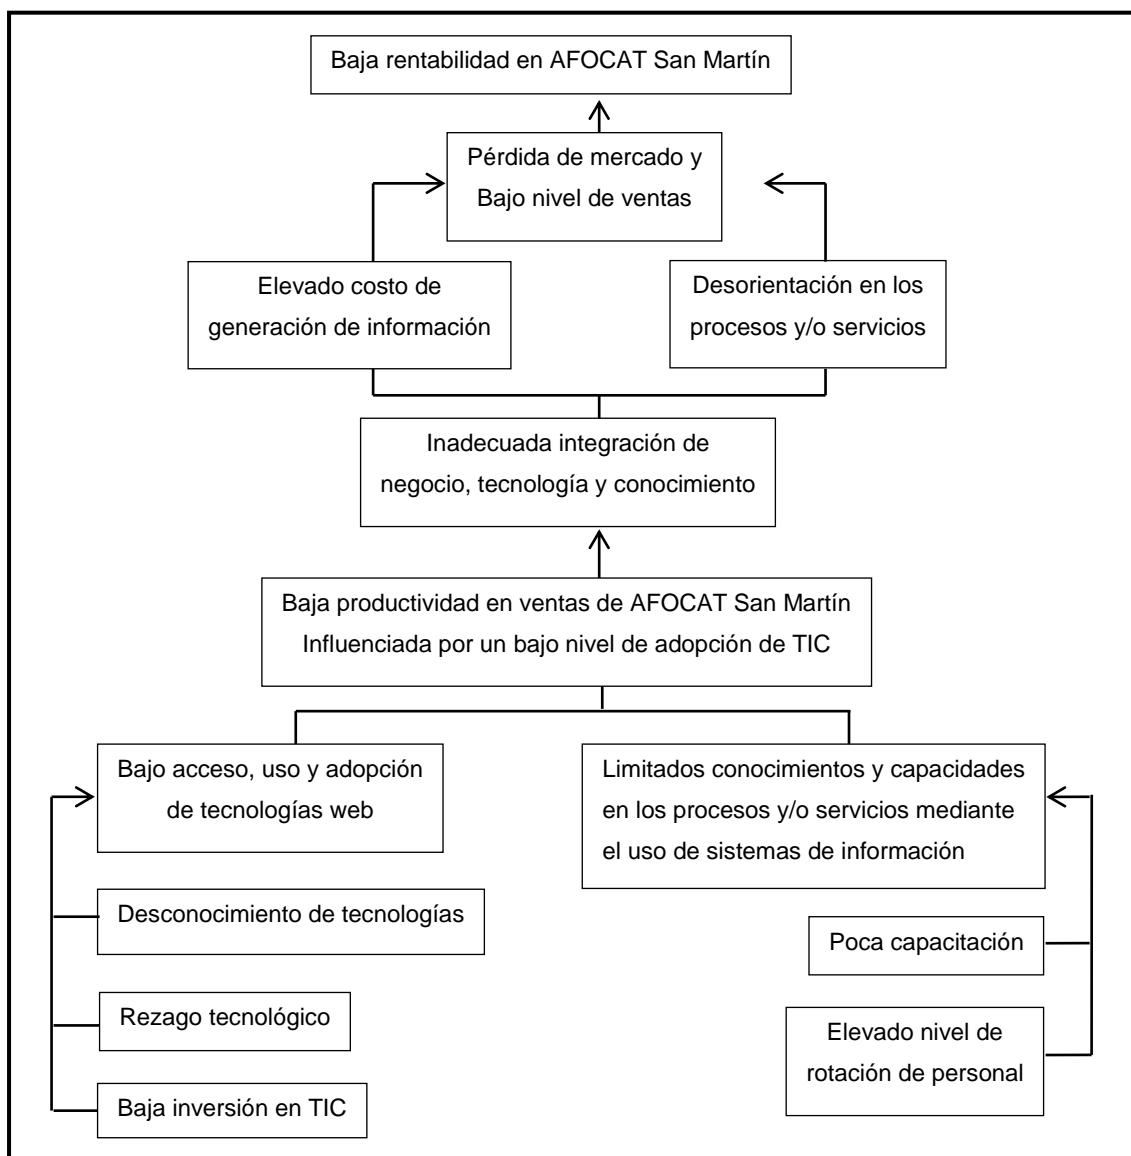 Baja rentabilidad en AFOCAT San Martín
Pérdida de mercado y
Bajo nivel de ventas
Elevado costo de
generación de información
Desorientación en los
procesos y/o servicios
Inadecuada integración de
negocio, tecnología y conocimiento
Baja productividad en ventas de AFOCAT San Martín
Influenciada por un bajo nivel de adopción de TIC
Bajo acceso, uso y adopción
de tecnologías web
Limitados conocimientos y capacidades
en los procesos y/o servicios mediante
el uso de sistemas de información
Desconocimiento de tecnologías
Poca capacitación
Rezago tecnológico
Elevado nivel de
rotación de personal
Baja inversión en TIC